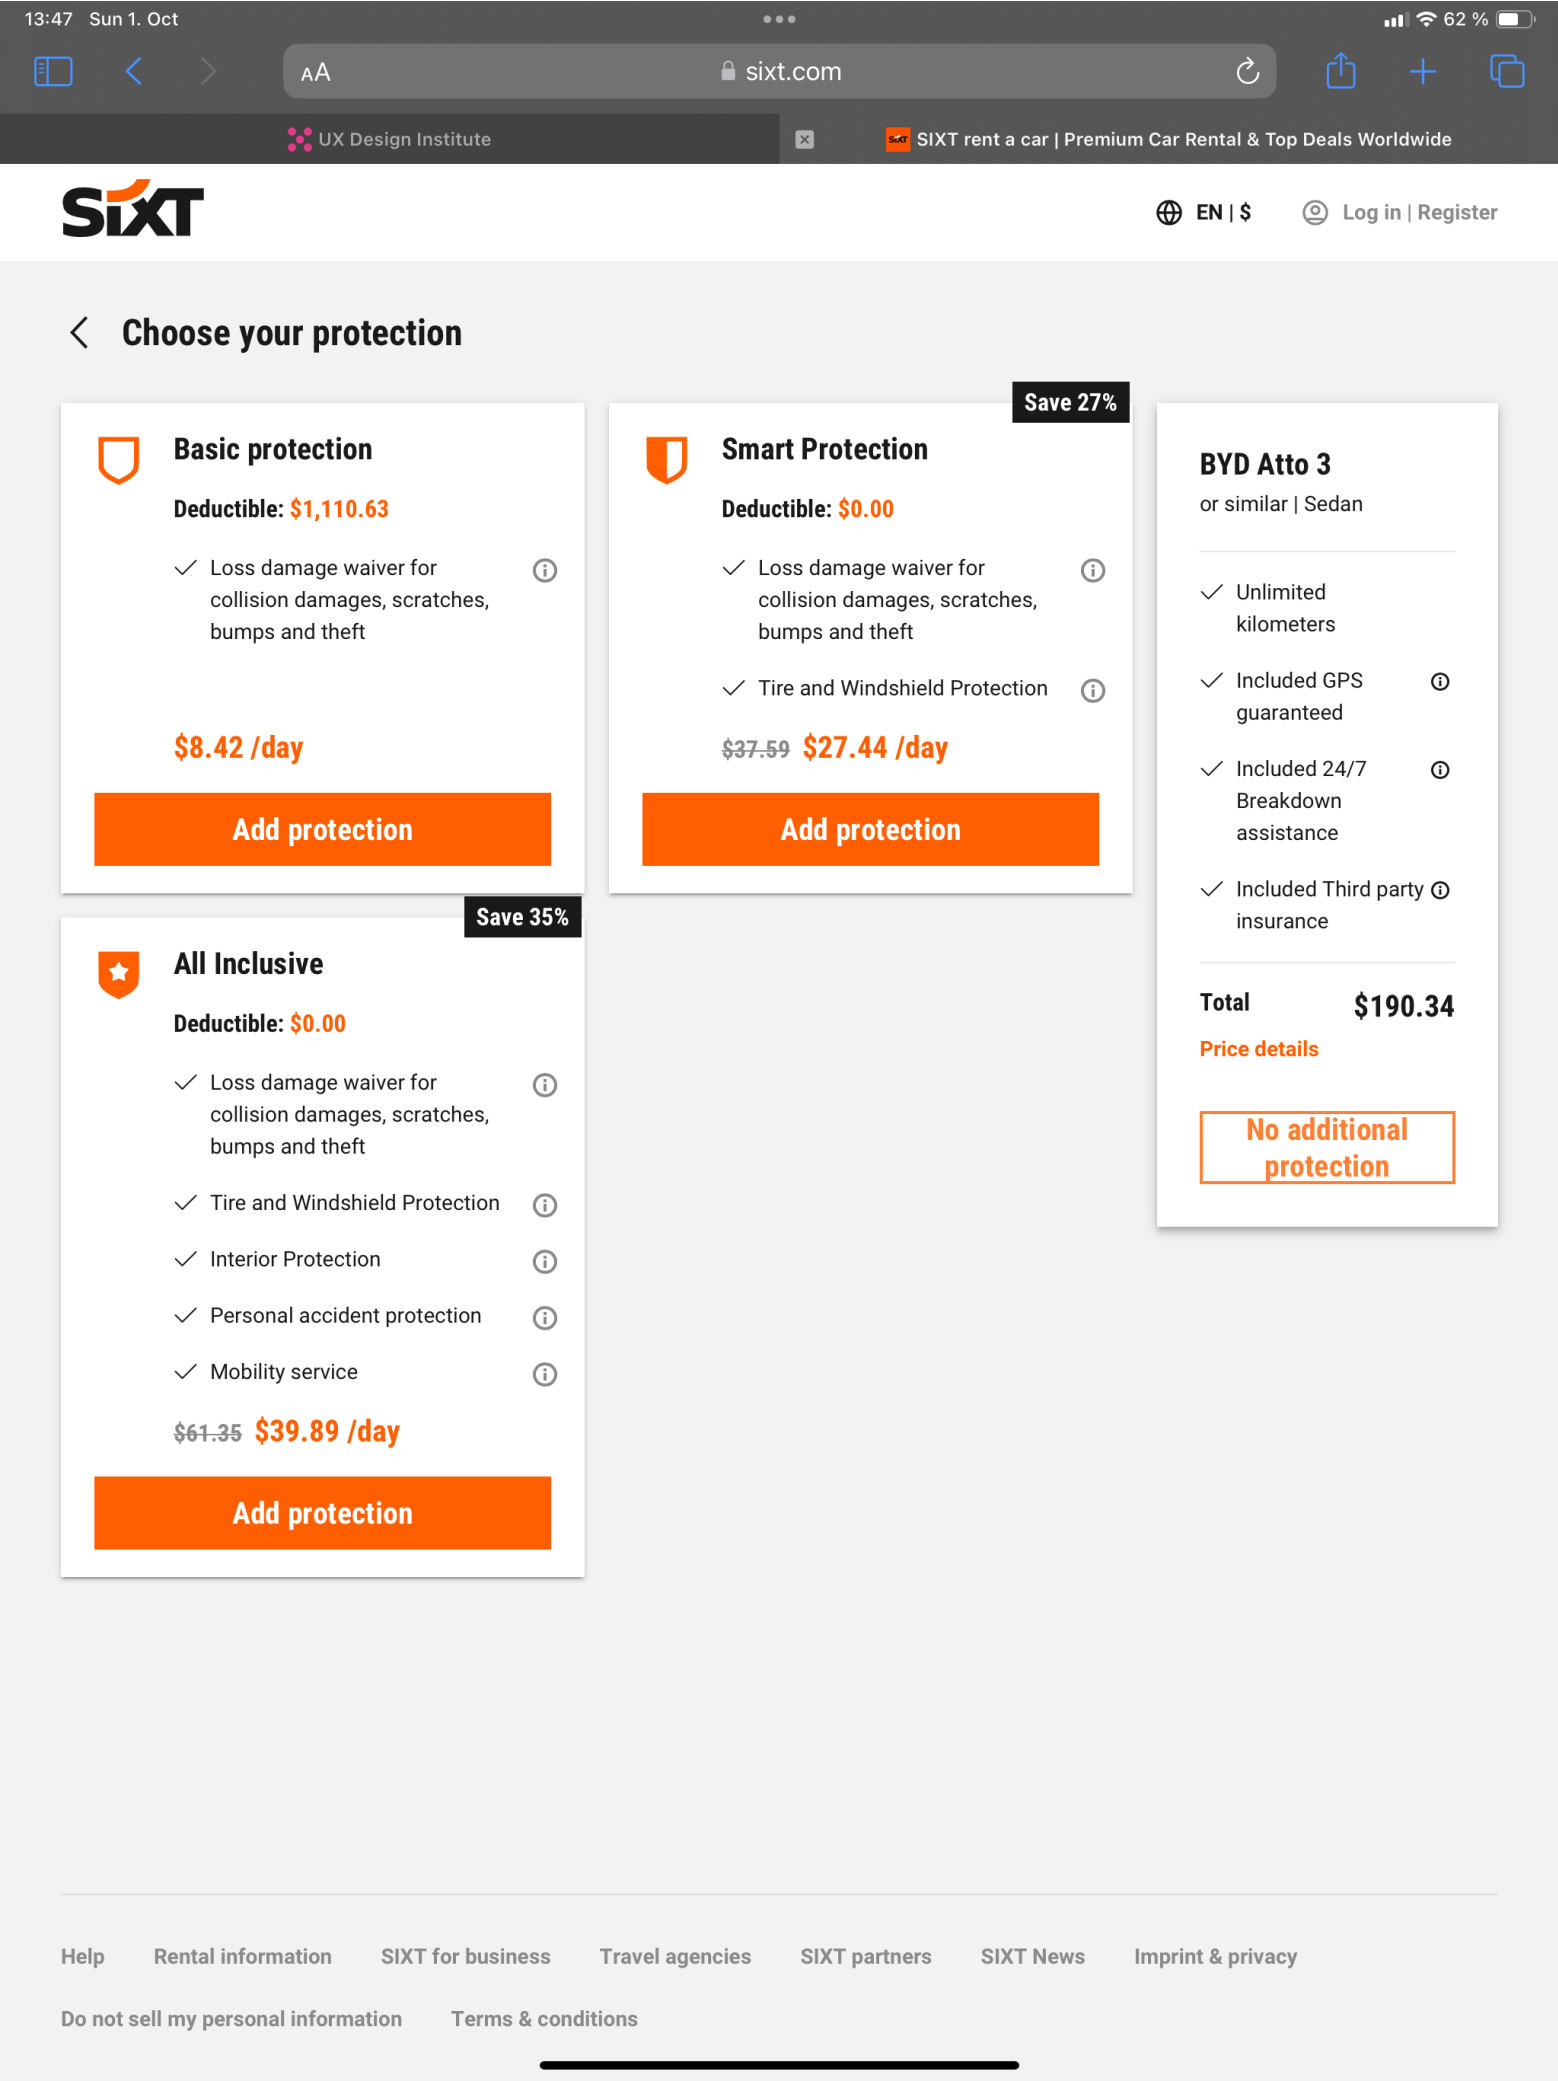 13:47 Sun 1. Oct
62 %
AA
sixt.com
UX Design Institute
SIXT
SIXT rent a car | Premium Car Rental & Top Deals Worldwide
SIXT
EN | $
Log in | Register
Choose your protection
Basic protection
Deductible: $1,110.63
Loss damage waiver for
collision damages, scratches,
bumps and theft
$8.42 /day
Add protection
Save 27%
Smart Protection
Deductible: $0.00
Loss damage waiver for
collision damages, scratches,
bumps and theft
Tire and Windshield Protection
$37.59 $27.44 /day
Add protection
Save 35%
All Inclusive
Deductible: $0.00
Loss damage waiver for
collision damages, scratches,
bumps and theft
Tire and Windshield Protection
Interior Protection
Personal accident protection
Mobility service
$61.35 $39.89 /day
Add protection
BYD Atto 3
or similar | Sedan
Unlimited
kilometers
Included GPS
guaranteed
Included 24/7
Breakdown
assistance
Included Third party
insurance
Total $190.34
Price details
No additional
protection
Help Rental information SIXT for business Travel agencies SIXT partners SIXT News Imprint & privacy
Do not sell my personal information Terms & conditions